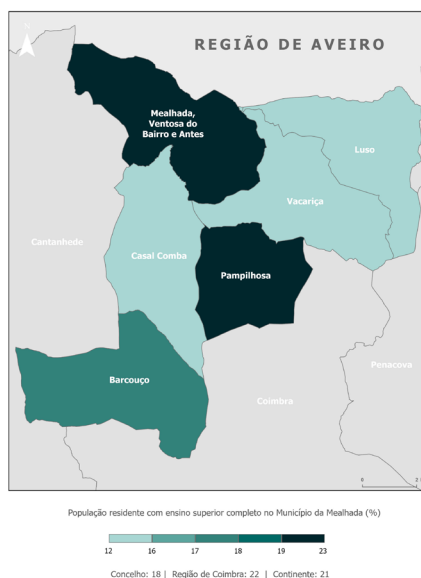 REGIÃO DE AVEIRO
Mealhada,
Ventosa do
Bairro e Antes
Luso
Vacariça
Cantanhede
Casal Comba
Pampilhosa
Penacova
Barcouço
Coimbra
0
População residente com ensino superior completo no Município da Mealhada (%)
12 16 17 18 19 23
Concelho: 18 | Região de Coimbra: 22 | Continente: 21